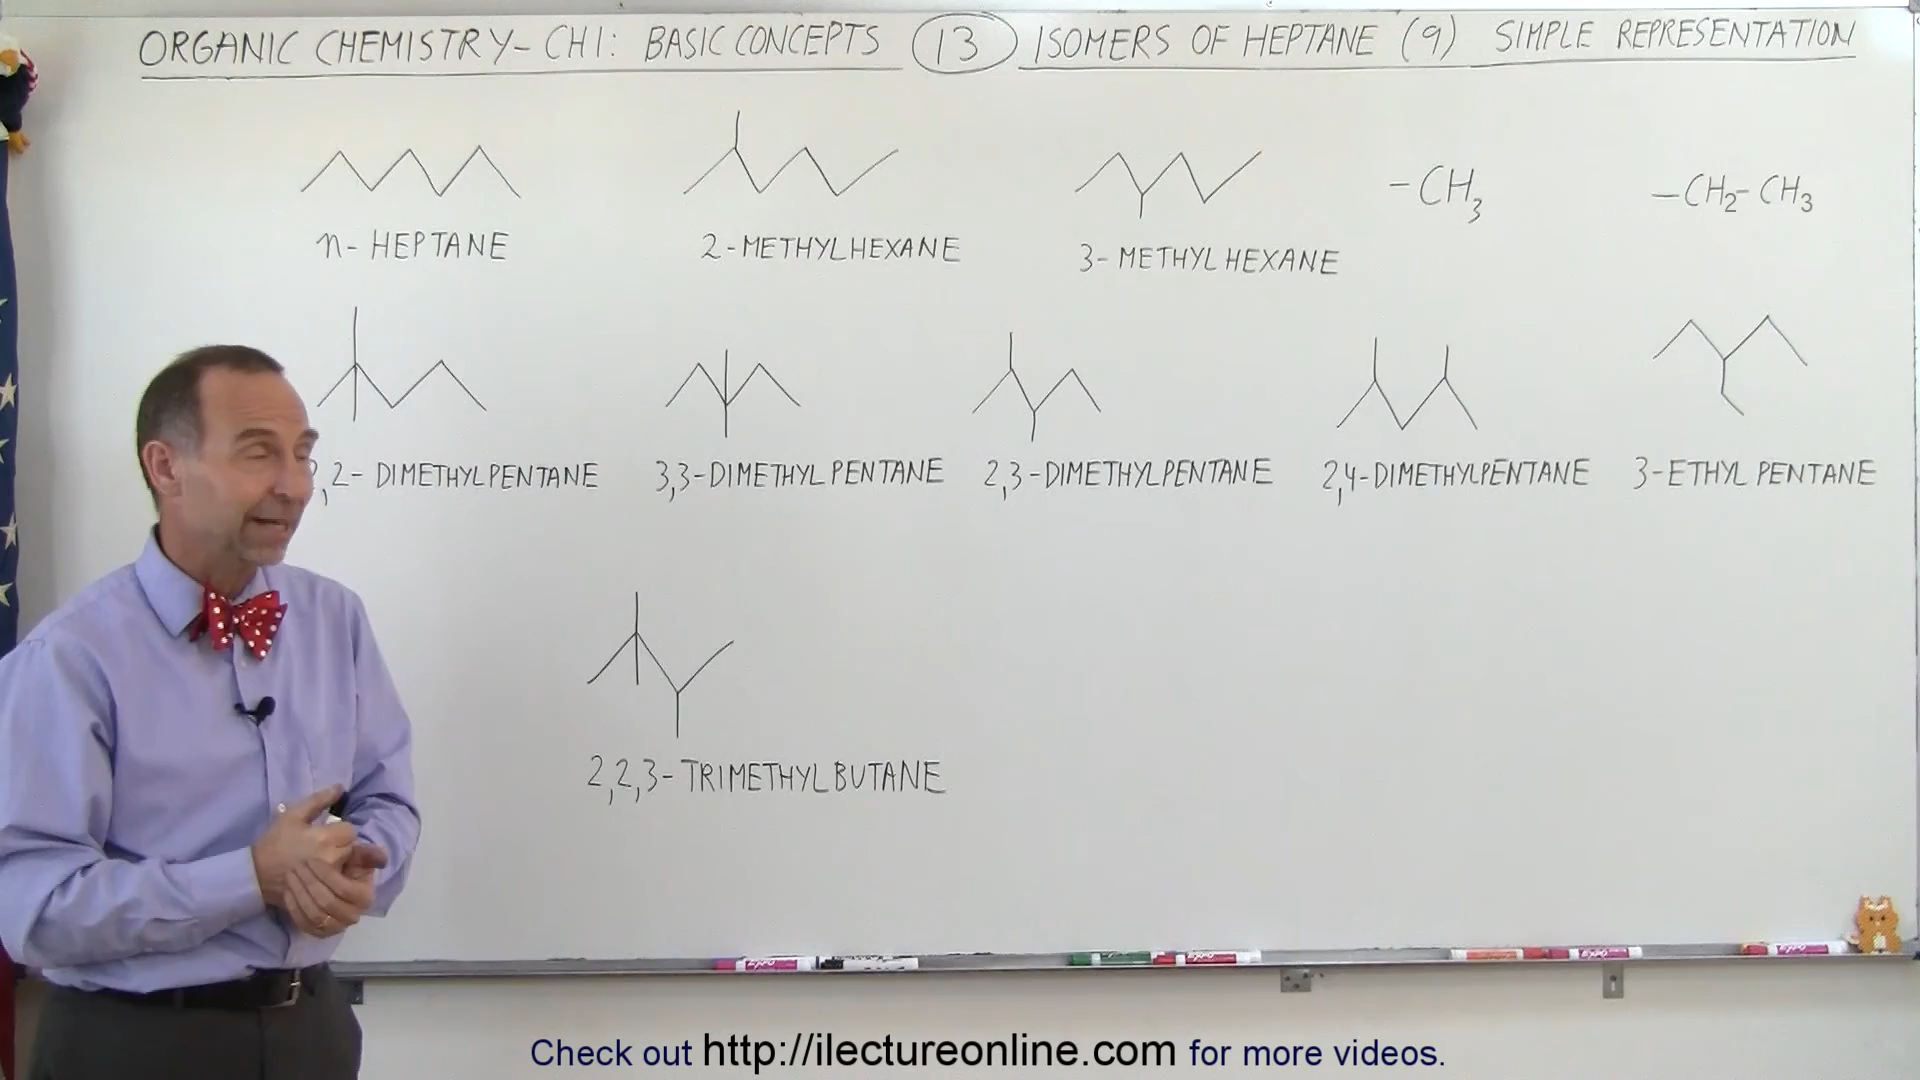 ORGANIC CHEMISTRY- CH1: BASIC CONCEPTS 13 ISOMERS OF HEPTANE (9) SIMPLE REPRESENTATION
-CH3
-CH2-CH3
n- HEPTANE
2-METHYLHEXANE
3-METHYLHEXANE
,2- DIMETHYLPENTANE
3,3-DIMETHYLPENTANE
2,3-DIMETHYLPENTANE
2,4-DIMETHYLPENTANE
3-ETHYLPENTANE
2,2,3-TRIMETHYLBUTANE
Check out http://ilectureonline.com for more videos.